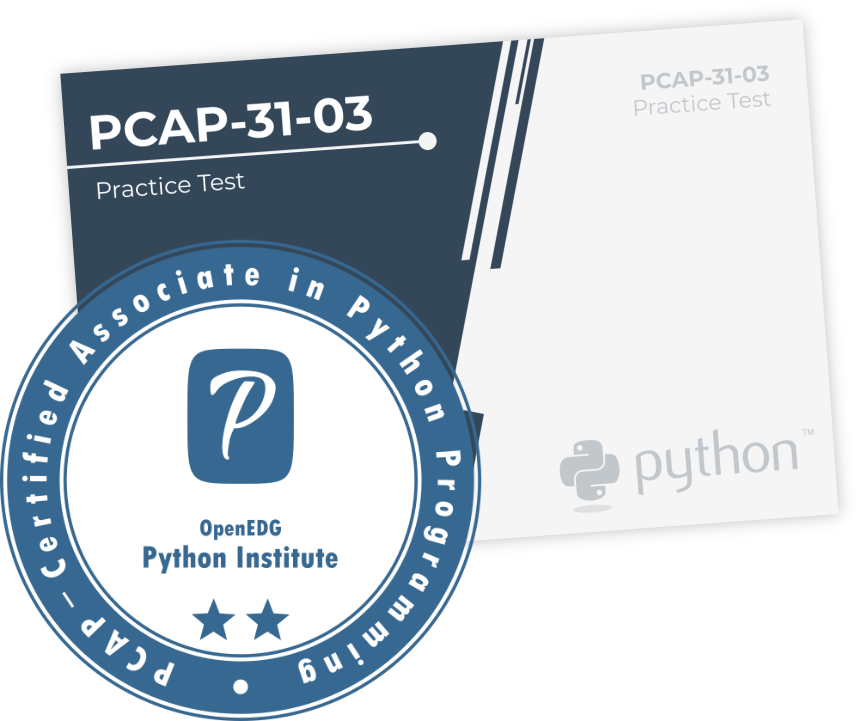 PCAP-31-03
Practice Test
PCAP-31-03
Practice Test
python™
PCAP – Certified Associate in Python Programming •
P
OpenEDG
Python Institute